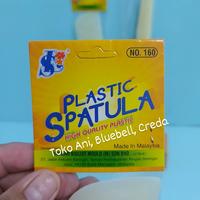 NO. 160
PLASTIC
SPATULA
HIGH QUALITY PLASTIC
Toko Ani, Bluebell, Creda
Made In Malaysia